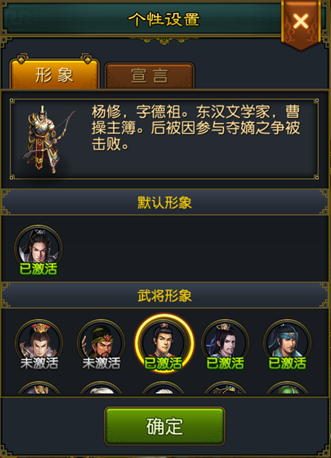 个性设置
形象
宣言
杨修，字德祖。东汉文学家，曹
操主簿。后被因参与夺嫡之争被
击败。
默认形象
已激活
武将形象
未激活 未激活 已激活 已激活 已激活
确定